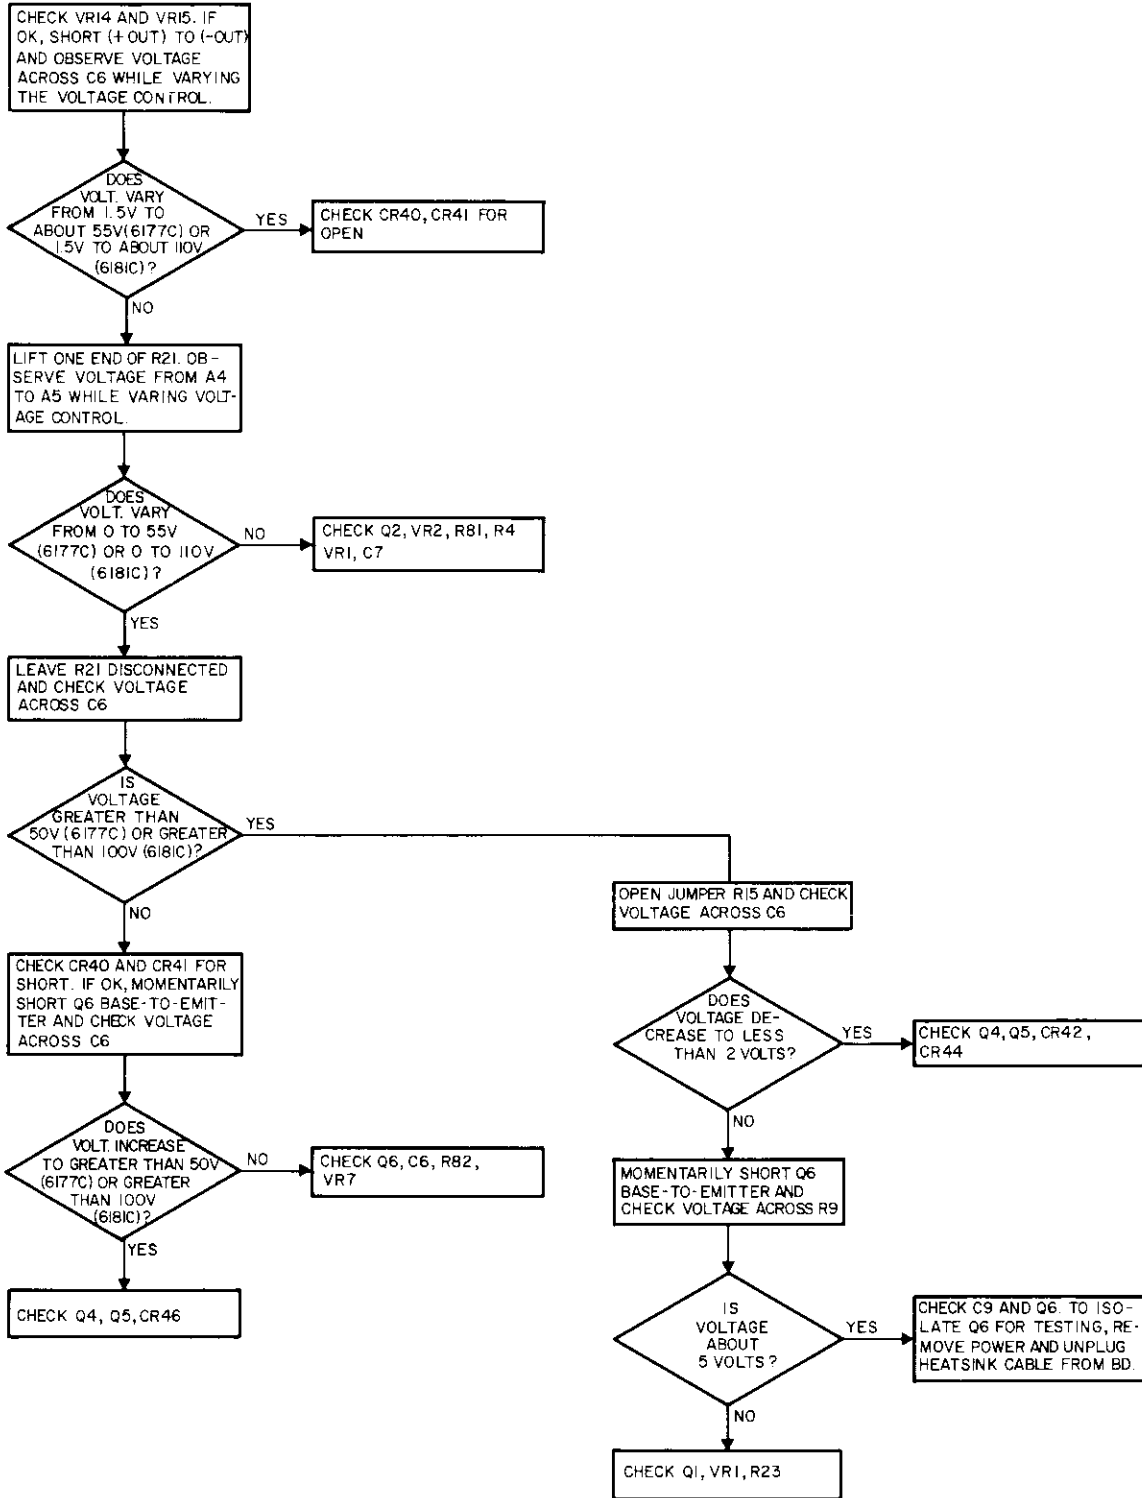 CHECK VR14 AND VR15. IF
OK, SHORT (+OUT) TO (-OUT)
AND OBSERVE VOLTAGE
ACROSS C6 WHILE VARYING
THE VOLTAGE CONTROL.
DOES
VOLT. VARY
FROM 1.5V TO
ABOUT 55V(6177C) OR
1.5V TO ABOUT 110V
(6181C)?
YES
CHECK CR40, CR41 FOR
OPEN
NO
LIFT ONE END OF R21. OB-
SERVE VOLTAGE FROM A4
TO A5 WHILE VARING VOLT-
AGE CONTROL.
DOES
VOLT. VARY
FROM 0 TO 55V
(6177C) OR 0 TO 110V
(6181C)?
NO
CHECK Q2, VR2, R81, R4
VR1, C7
YES
LEAVE R21 DISCONNECTED
AND CHECK VOLTAGE
ACROSS C6
IS
VOLTAGE
GREATER THAN
50V (6177C) OR GREATER
THAN 100V (6181C)?
YES
NO
CHECK CR40 AND CR41 FOR
SHORT. IF OK, MOMENTARILY
SHORT Q6 BASE-TO-EMIT-
TER AND CHECK VOLTAGE
ACROSS C6
DOES
VOLT. INCREASE
TO GREATER THAN 50V
(6177C) OR GREATER
THAN 100V
(6181C)?
NO
CHECK Q6, C6, R82,
VR7
YES
CHECK Q4, Q5, CR46
OPEN JUMPER R15 AND CHECK
VOLTAGE ACROSS C6
DOES
VOLTAGE DE-
CREASE TO LESS
THAN 2 VOLTS?
YES
CHECK Q4, Q5, CR42,
CR44
NO
MOMENTARILY SHORT Q6
BASE-TO-EMITTER AND
CHECK VOLTAGE ACROSS R9
IS
VOLTAGE
ABOUT
5 VOLTS?
YES
CHECK C9 AND Q6. TO ISO-
LATE Q6 FOR TESTING, RE-
MOVE POWER AND UNPLUG
HEATSINK CABLE FROM BD.
NO
CHECK Q1, VR1, R23